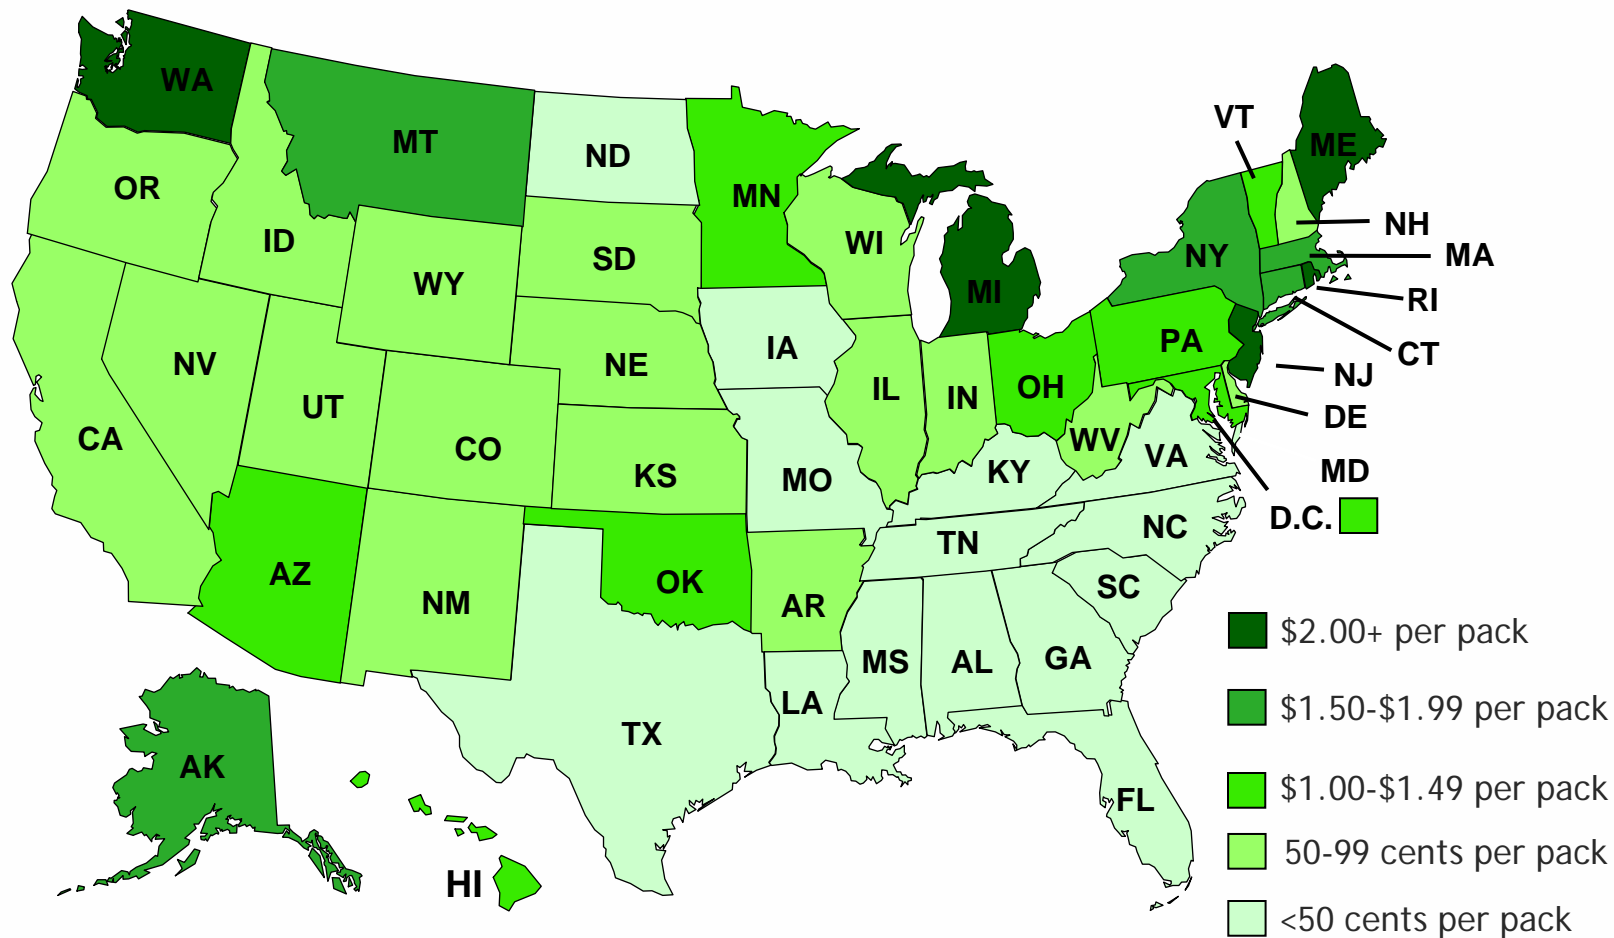 WA
MT
ND
MN
VT
ME
OR
ID
SD
WI
NY
NH
MA
WY
MI
RI
NV
NE
IA
PA
CT
NJ
UT
IL
IN
OH
DE
CA
CO
KS
MO
KY
WV
VA
MD
D.C.
AZ
NM
OK
AR
TN
NC
SC
MS
AL
GA
LA
TX
FL
AK
HI
$2.00+ per pack
$1.50-$1.99 per pack
$1.00-$1.49 per pack
50-99 cents per pack
<50 cents per pack